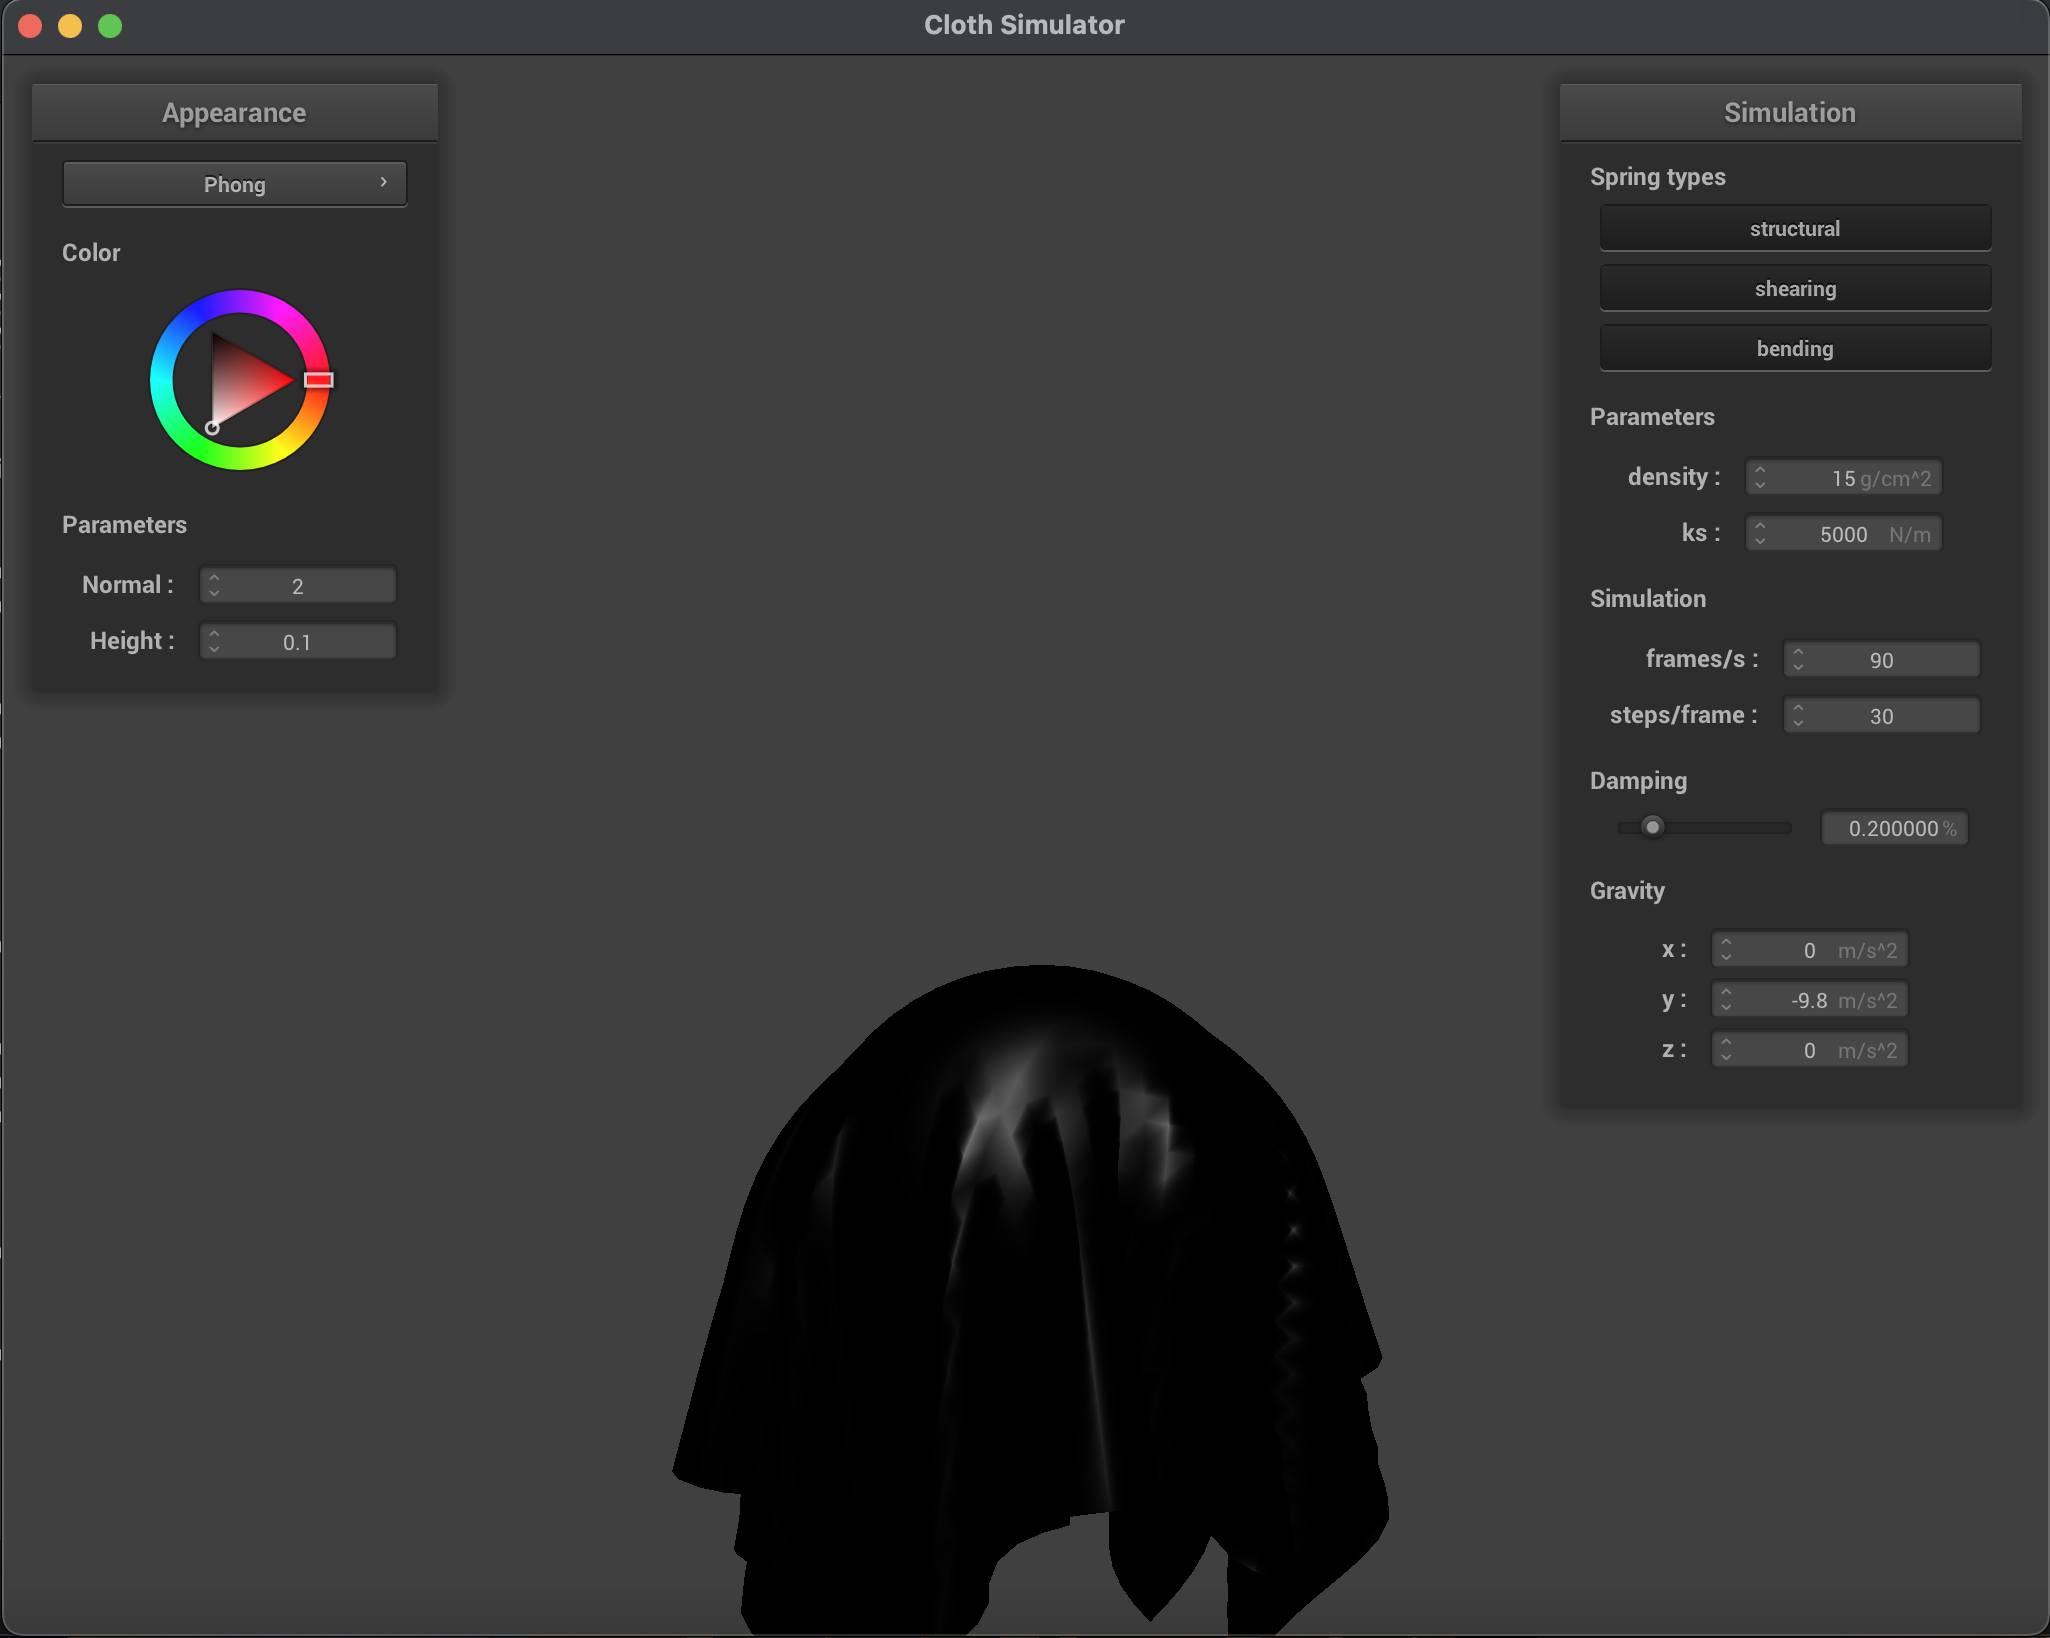 Cloth Simulator
Appearance
Phong
Color
Parameters
Normal : 2
Height : 0.1
Simulation
Spring types
structural
shearing
bending
Parameters
density : 15 g/cm^2
ks : 5000 N/m
Simulation
frames/s : 90
steps/frame : 30
Damping
0.200000 %
Gravity
x : 0 m/s^2
y : -9.8 m/s^2
z : 0 m/s^2